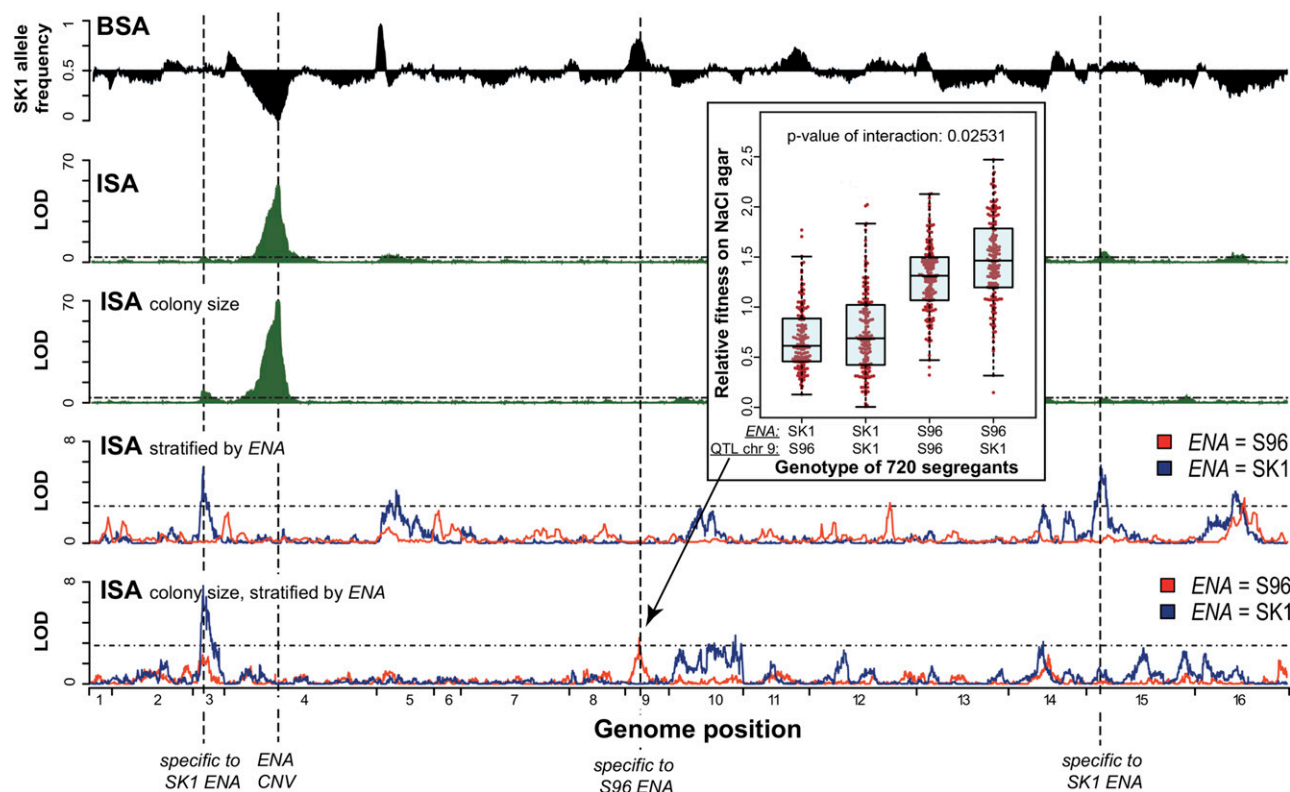 BSA
SK1 allele
frequency
1
0.5
0
0.5
0
ISA
LOD
70
0
p-value of interaction: 0.02531
Relative fitness on NaCl agar
2.5
2.0
1.5
1.0
0.5
0.0
ENA: SK1 SK1 S96 S96
QTL chr 9: S96 SK1 S96 SK1
Genotype of 720 segregants
ISA colony size
LOD
70
0
ISA stratified by ENA
LOD
8
0
ENA = S96
ENA = SK1
ISA colony size, stratified by ENA
LOD
8
0
ENA = S96
ENA = SK1
1 2 3 4 5 6 7 8 9 10 11 12 13 14 15 16
Genome position
specific to
SK1 ENA
ENA
CNV
specific to
S96 ENA
specific to
SK1 ENA